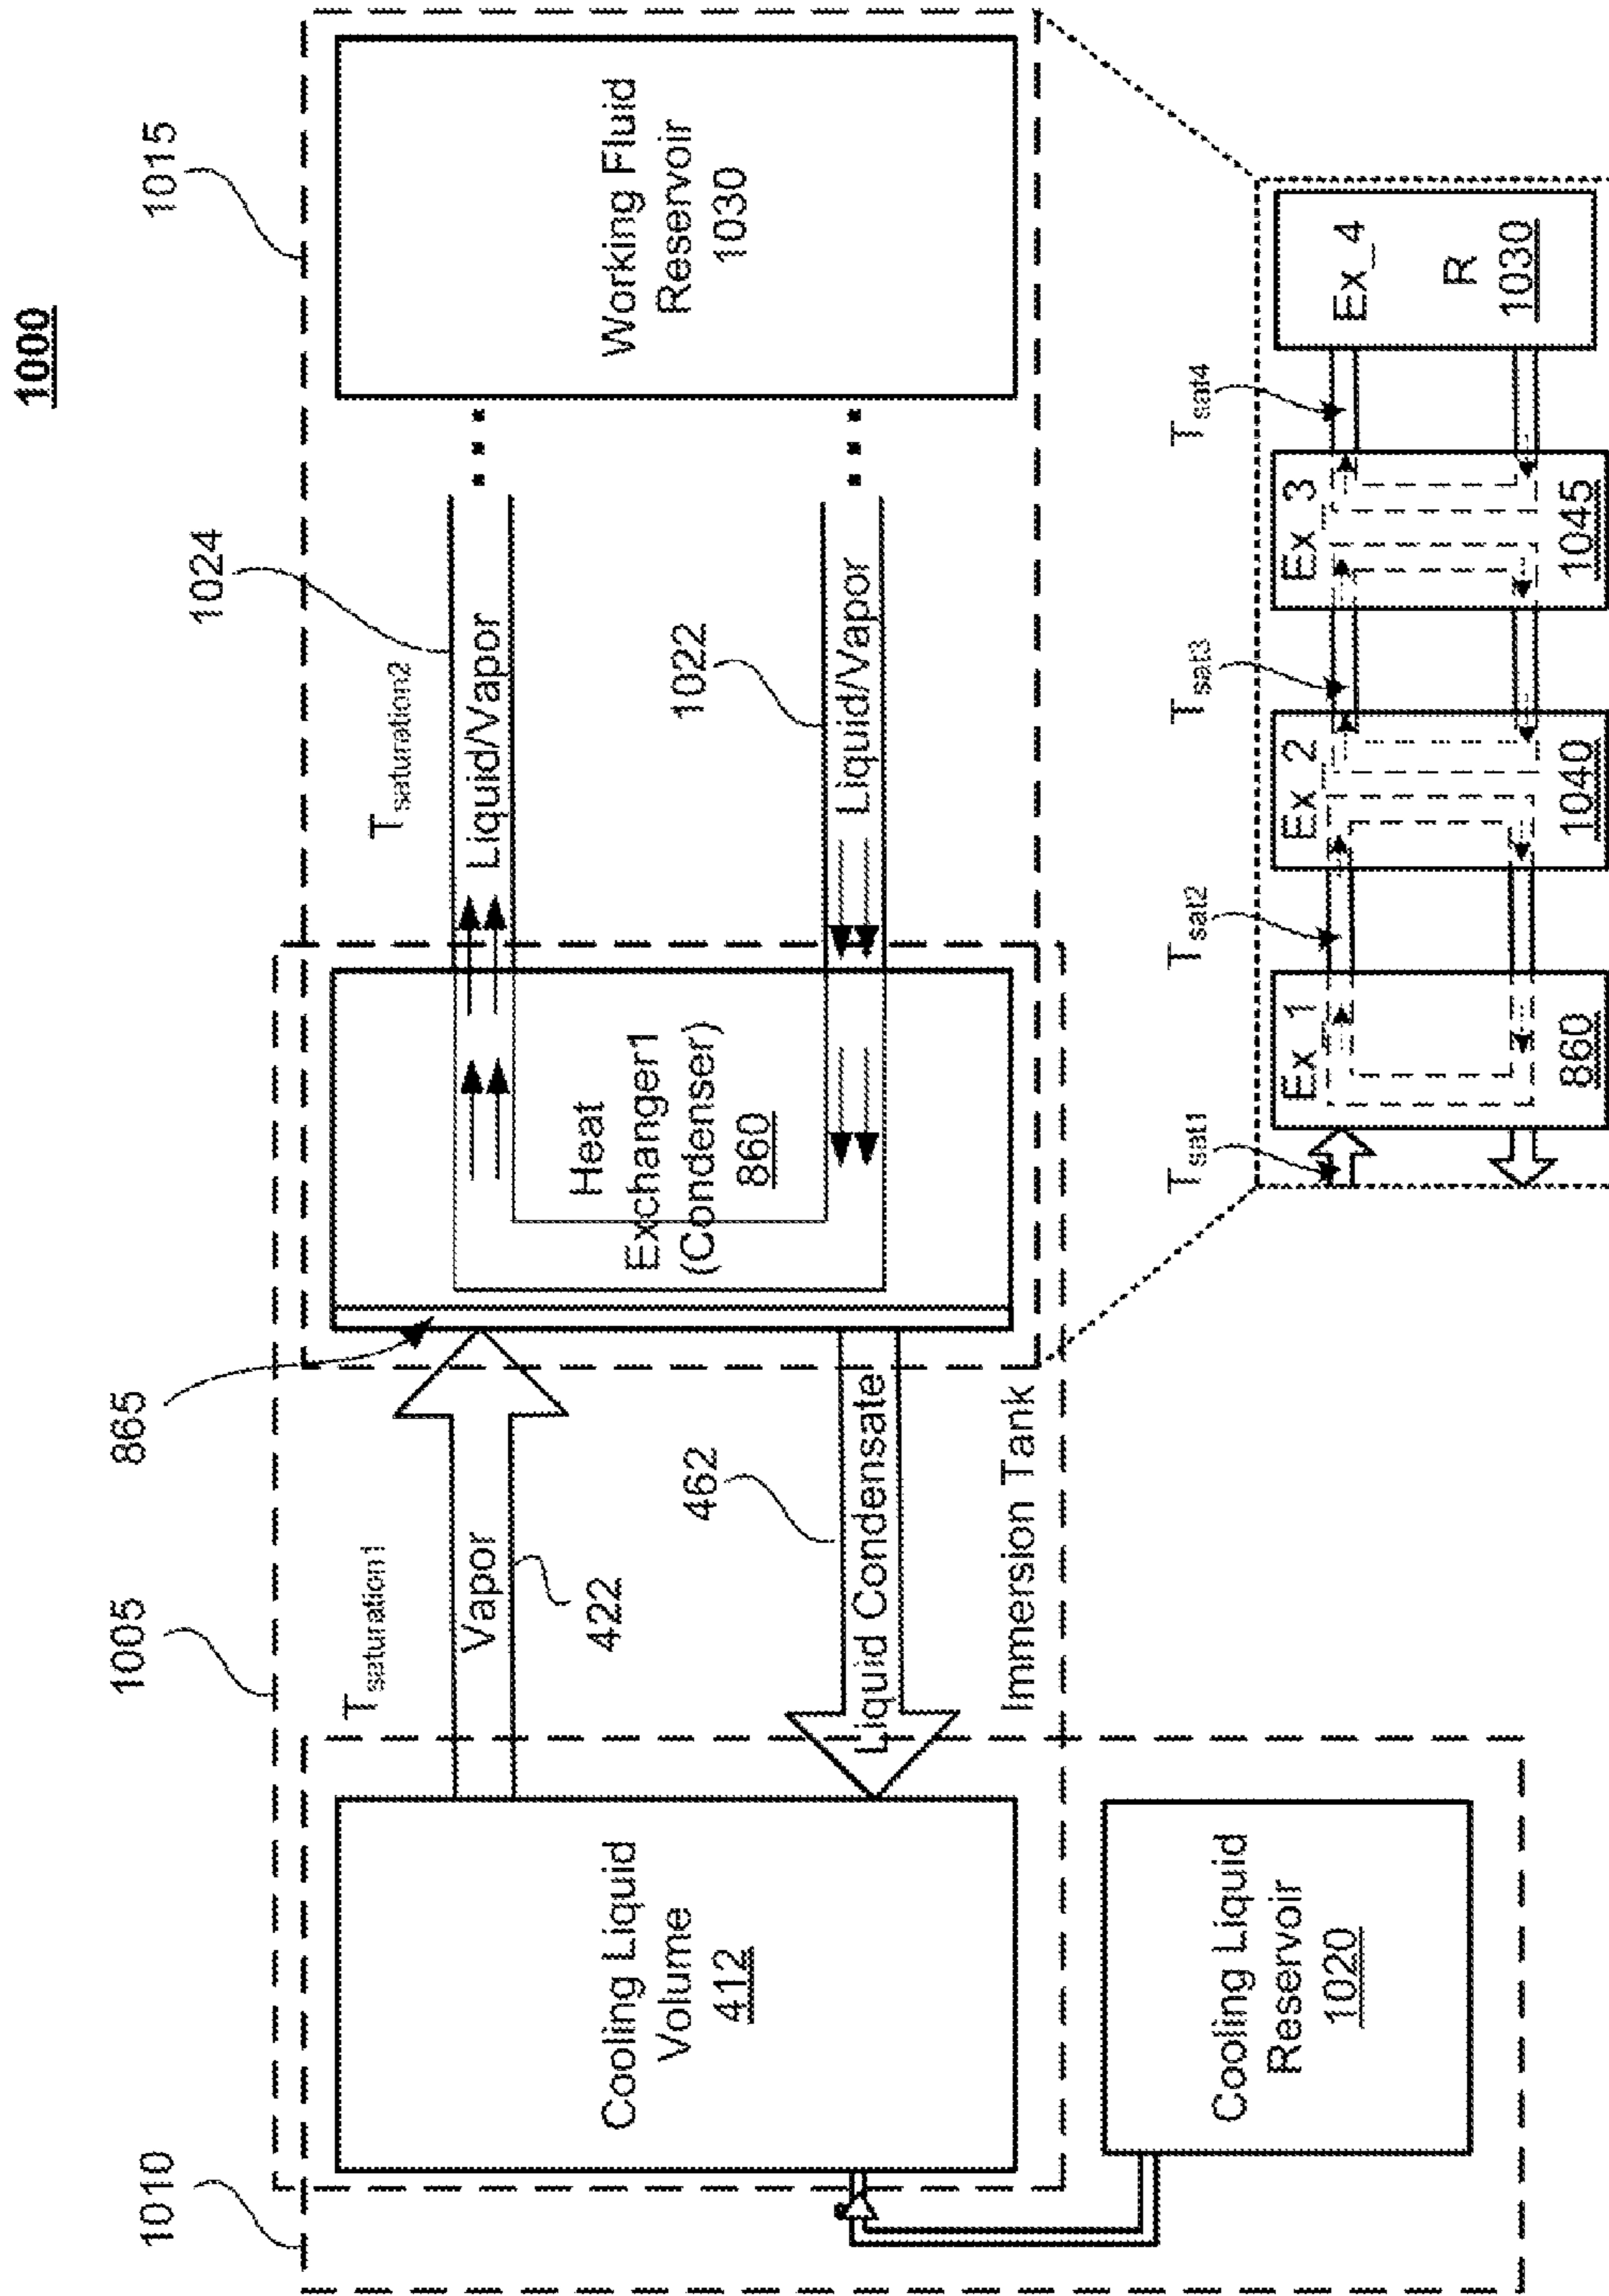 1000
1010
1005
865
1024
1015
T saturation1
Vapor
422
T saturation2
Liquid/Vapor
Cooling Liquid
Volume
412
Heat
Exchanger1
(Condenser)
860
Working Fluid
Reservoir
1030
462
Liquid Condensate
1022
Liquid/Vapor
Immersion Tank
Cooling Liquid
Reservoir
1020
Tsat1
Tsat2
Tsat3
Tsat4
Ex_1
860
Ex_2
1040
Ex_3
1045
Ex_4
R
1030